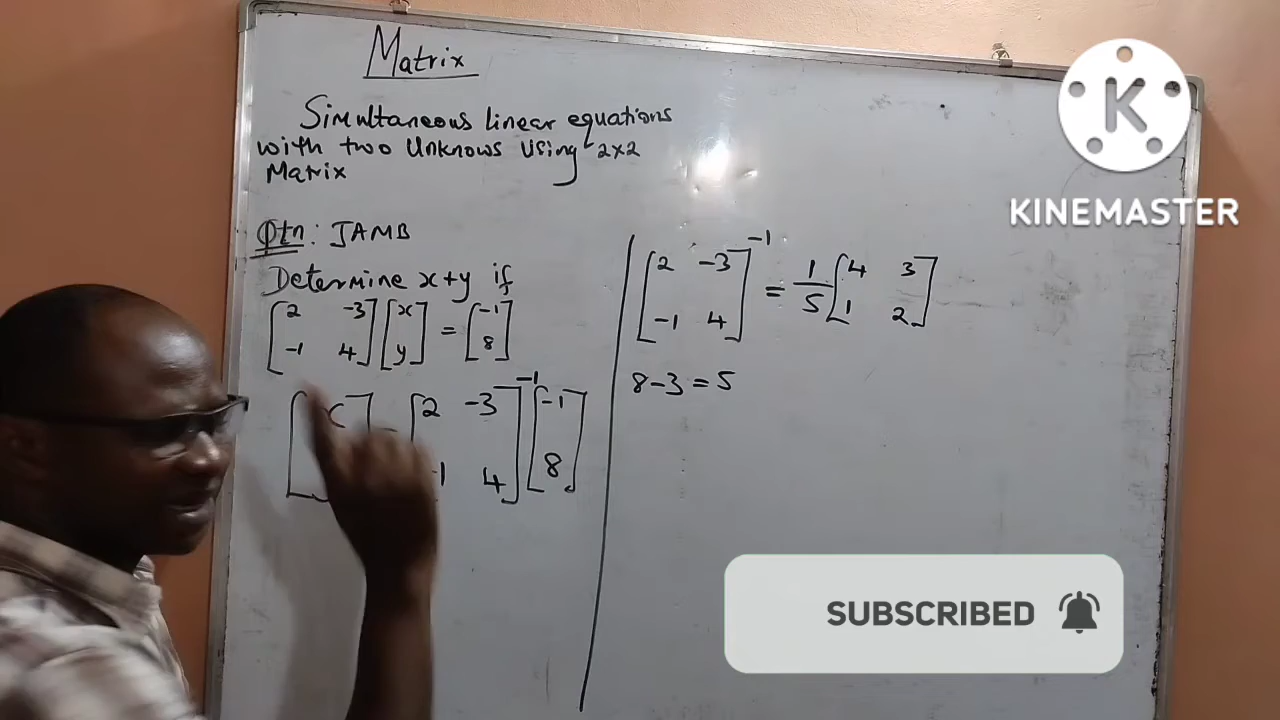 Matrix
Simultaneous linear equations
with two Unknows Using 2x2
Matrix
Qtn: JAMB
Determine x+y if
[2 -3] [x] = [-1]
[-1 4] [y] [8]
[2 -3]⁻¹ [-1]
4] [8]
[2 -3]⁻¹ = 1/5 [4 3]
[-1 4] [1 2]
8-3=5
K
KINEMASTER
SUBSCRIBED